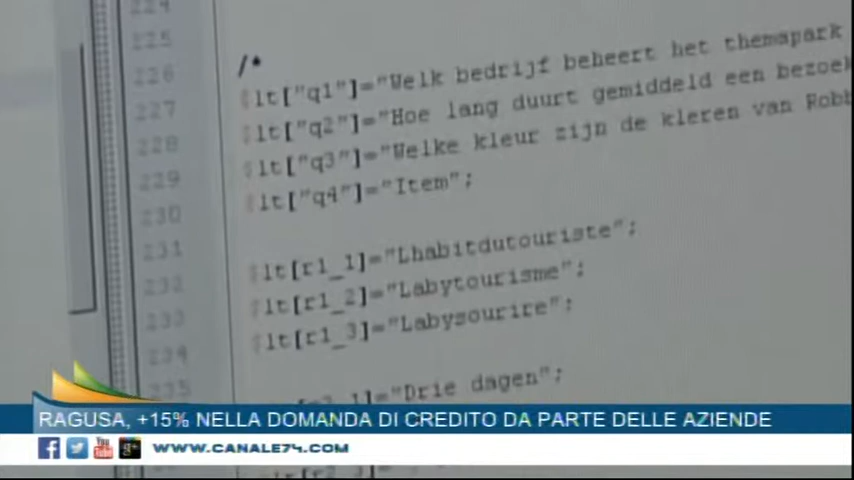 224
225
226
227
228
229
230
231
232
233
234
235
/*
$lt["q1"]="Welk bedrijf beheert het themapark
$lt["q2"]="Hoe lang duurt gemiddeld een bezoek
$lt["q3"]="Welke kleur zijn de kleren van Robb
$lt["q4"]="Item";
$lt[r1_1]="Lhabitdutouriste";
$lt[r1_2]="Labytourisme";
$lt[r1_3]="Labysourire";
"Drie dagen";
RAGUSA, +15% NELLA DOMANDA DI CREDITO DA PARTE DELLE AZIENDE
f You Tube g+ WWW.CANALE74.COM